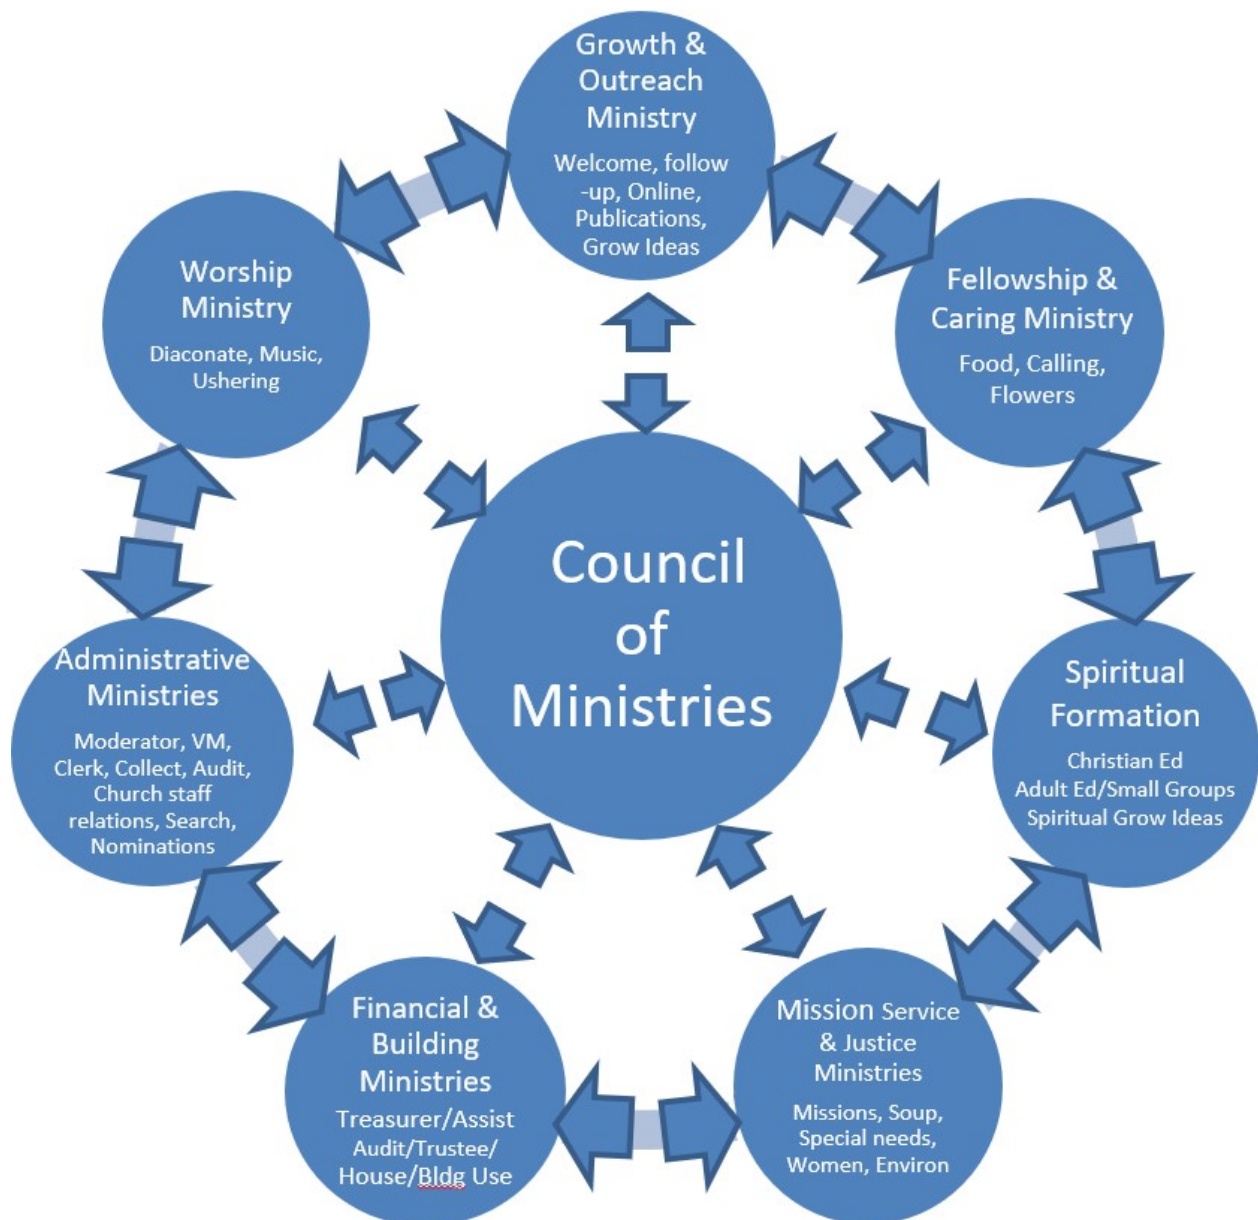 Growth &
Outreach
Ministry
Welcome, follow
-up, Online,
Publications,
Grow Ideas
Fellowship &
Caring Ministry
Food, Calling,
Flowers
Spiritual
Formation
Christian Ed
Adult Ed/Small Groups
Spiritual Grow Ideas
Mission Service
& Justice
Ministries
Missions, Soup,
Special needs,
Women, Environ
Financial &
Building
Ministries
Treasurer/Assist
Audit/Trustee/
House/Bldg Use
Administrative
Ministries
Moderator, VM,
Clerk, Collect, Audit,
Church staff
relations, Search,
Nominations
Worship
Ministry
Diaconate, Music,
Ushering
Council
of
Ministries